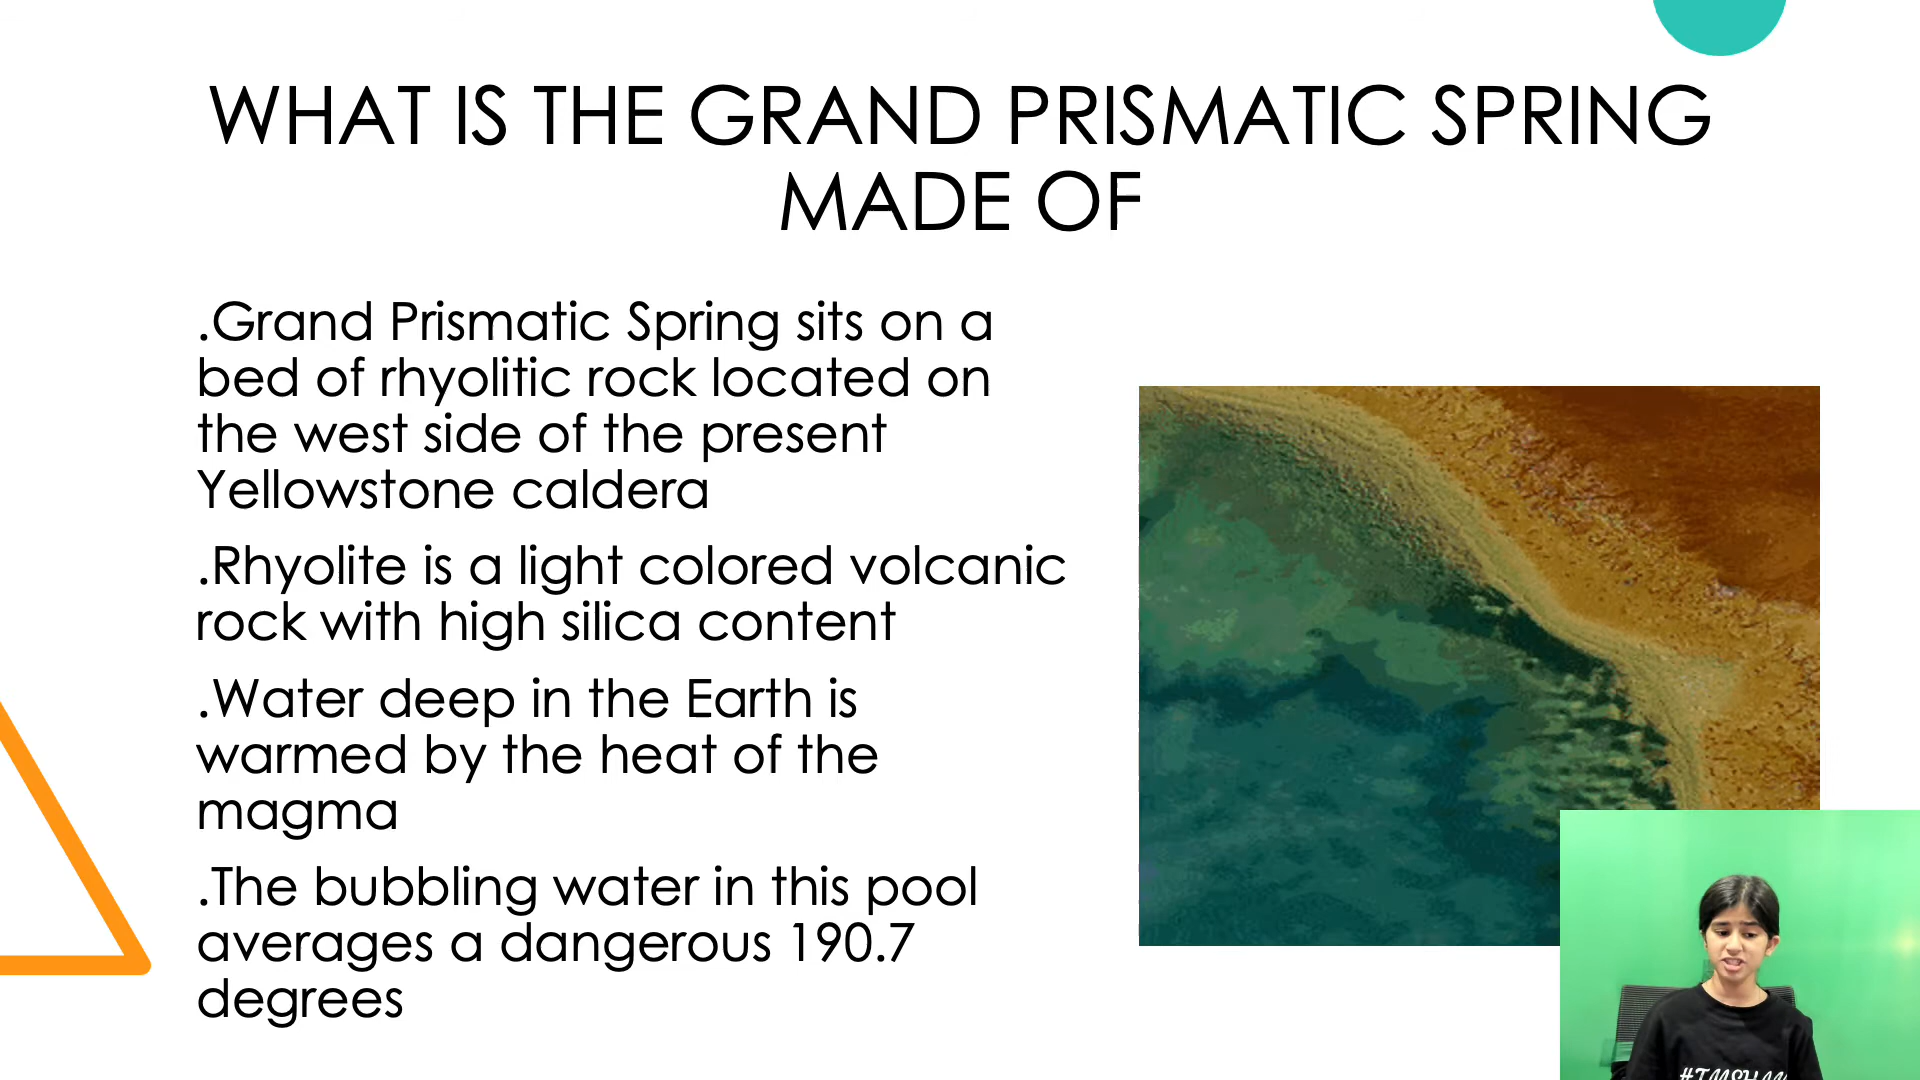 WHAT IS THE GRAND PRISMATIC SPRING
MADE OF
.Grand Prismatic Spring sits on a
bed of rhyolitic rock located on
the west side of the present
Yellowstone caldera
.Rhyolite is a light colored volcanic
rock with high silica content
.Water deep in the Earth is
warmed by the heat of the
magma
.The bubbling water in this pool
averages a dangerous 190.7
degrees